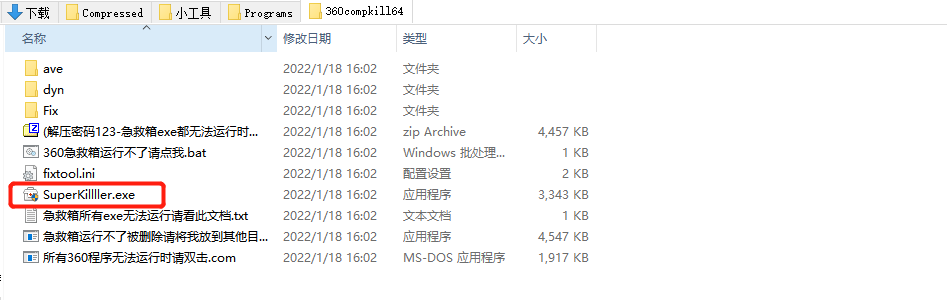 下载 Compressed 小工具 Programs 360compkill64
名称 修改日期 类型 大小
ave 2022/1/18 16:02 文件夹
dyn 2022/1/18 16:02 文件夹
Fix 2022/1/18 16:02 文件夹
(解压密码123-急救箱exe都无法运行时... 2022/1/18 16:02 zip Archive 4,457 KB
360急救箱运行不了请点我.bat 2022/1/18 16:02 Windows 批处理... 1 KB
fixtool.ini 2022/1/18 16:02 配置设置 2 KB
SuperKillller.exe 2022/1/18 16:02 应用程序 3,343 KB
急救箱所有exe无法运行请看此文档.txt 2022/1/18 16:02 文本文档 1 KB
急救箱运行不了被删除请将我放到其他目... 2022/1/18 16:02 应用程序 4,547 KB
所有360程序无法运行时请双击.com 2022/1/18 16:02 MS-DOS 应用程序 1,917 KB